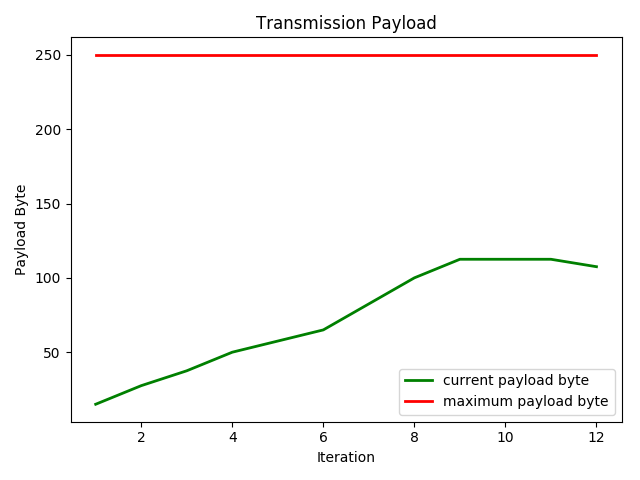 Transmission Payload
250
200
150
100
50
Payload Byte
current payload byte
maximum payload byte
2 4 6 8 10 12
Iteration